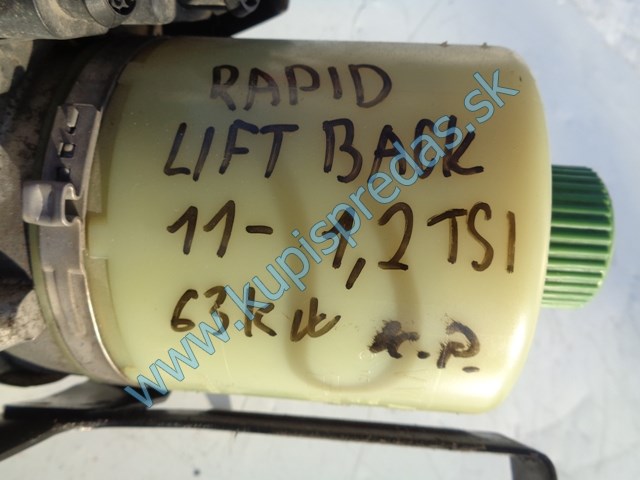 RAPID
LIFT BACK
11- 1,2 TSI
63kW
www.kupispredas.sk